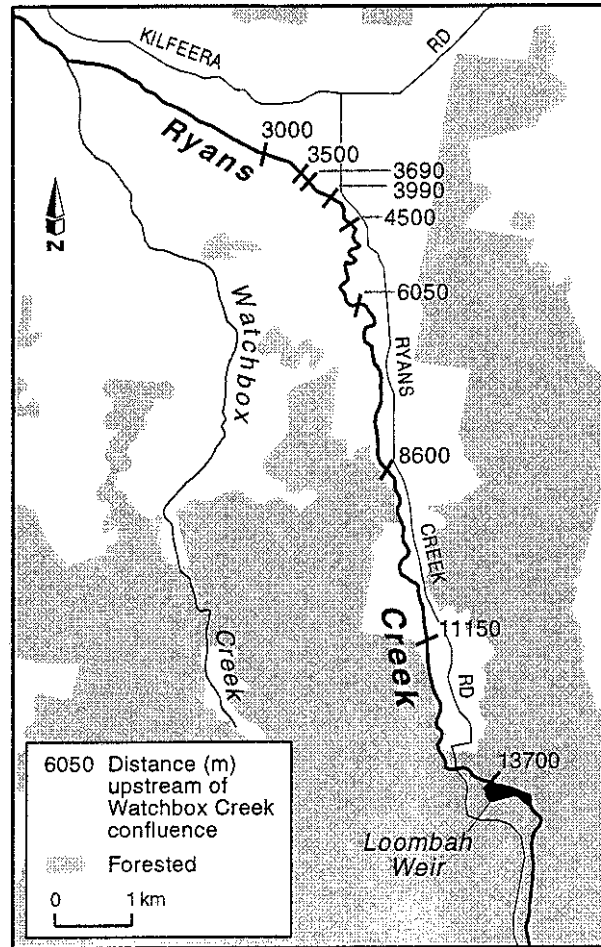 KILFEERA
RD
Ryans
3000
3500
3690
3990
4500
N
Watchbox
6050
RYANS
8600
CREEK
Creek
Creek
11150
RD
13700
Loombah
Weir
6050 Distance (m)
upstream of
Watchbox Creek
confluence
Forested
0 1 km